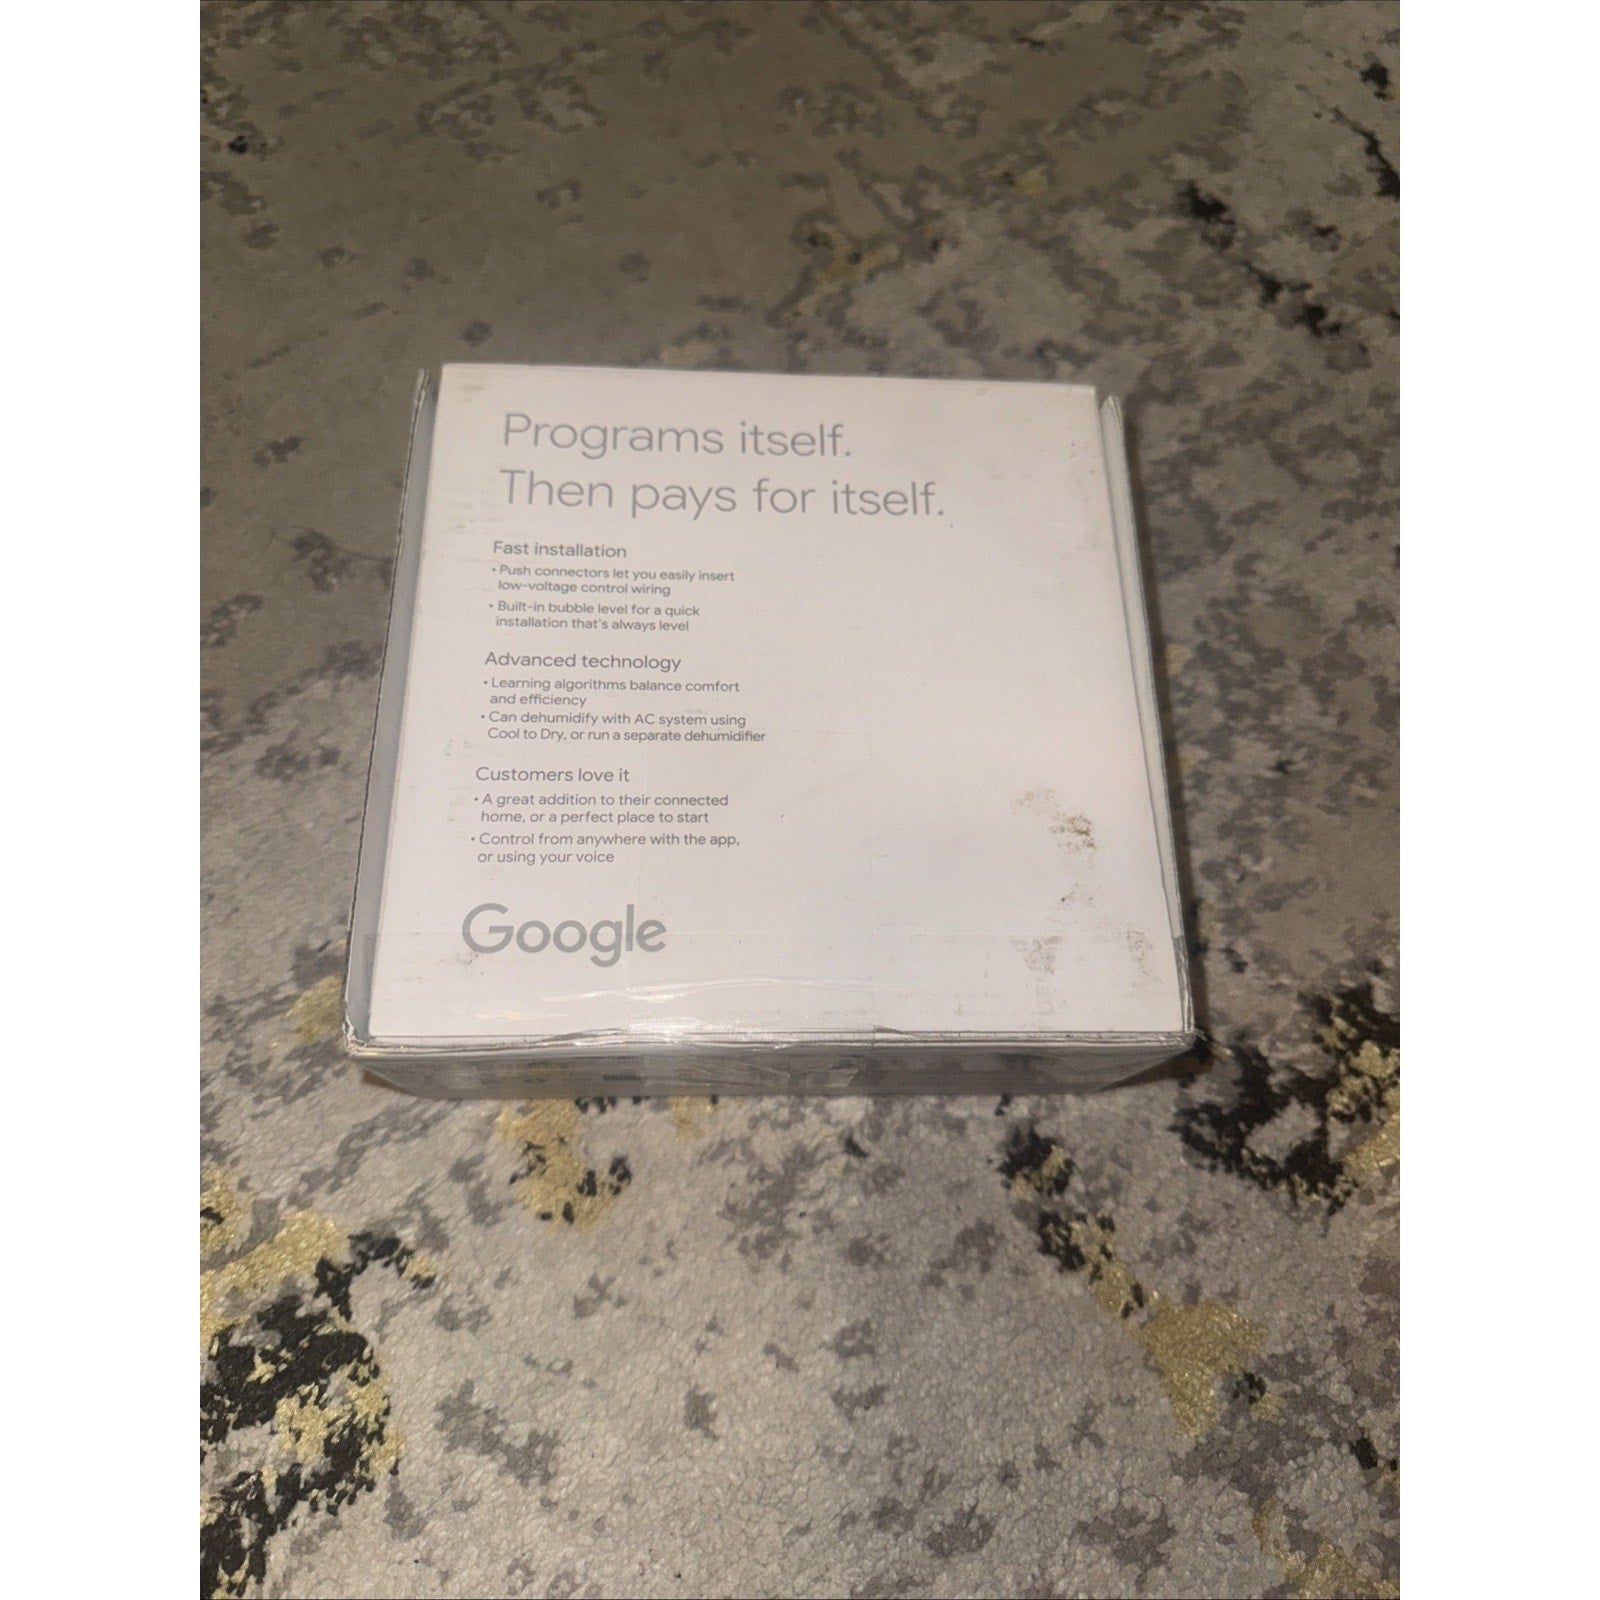 Programs itself.
Then pays for itself.
Fast installation
• Push connectors let you easily insert
low-voltage control wiring
• Built-in bubble level for a quick
installation that's always level
Advanced technology
• Learning algorithms balance comfort
and efficiency
• Can dehumidify with AC system using
Cool to Dry, or run a separate dehumidifier
Customers love it
• A great addition to their connected
home, or a perfect place to start
• Control from anywhere with the app,
or using your voice
Google